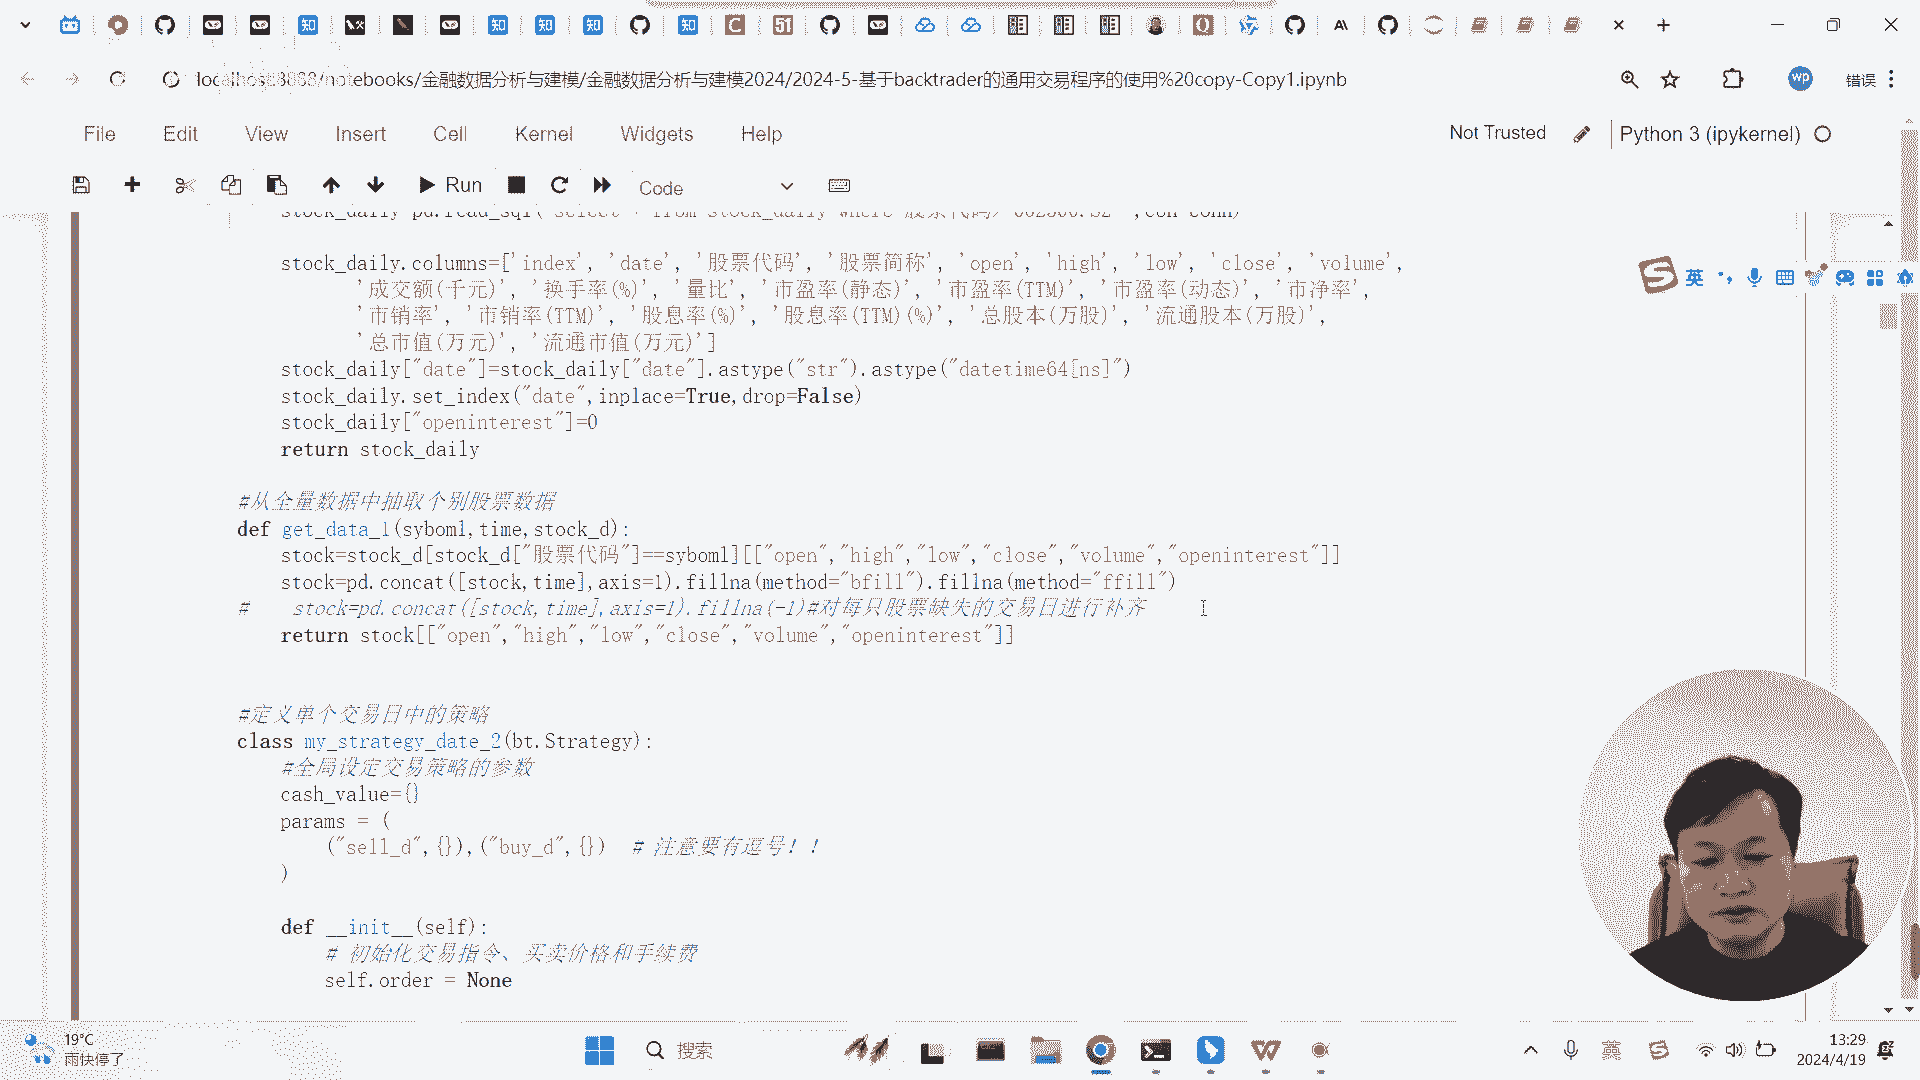 localhost:8888/notebooks/金融数据分析与建模/金融数据分析与建模2024/2024-5-基于backtrader的通用交易程序的使用%20copy-Copy1.ipynb
错误
File Edit View Insert Cell Kernel Widgets Help
Not Trusted
Python 3 (ipykernel)
Run
Code
stock_daily.columns=['index', 'date', '股票代码', '股票简称', 'open', 'high', 'low', 'close', 'volume',
'成交额(千元)', '换手率(%)', '量比', '市盈率(静态)', '市盈率(TTM)', '市盈率(动态)', '市净率',
'市销率', '市销率(TTM)', '股息率(%)', '股息率(TTM)(%)', '总股本(万股)', '流通股本(万股)',
'总市值(万元)', '流通市值(万元)']
stock_daily["date"]=stock_daily["date"].astype("str").astype("datetime64[ns]")
stock_daily.set_index("date",inplace=True,drop=False)
stock_daily["openinterest"]=0
return stock_daily
#从全量数据中抽取个别股票数据
def get_data_1(syboml,time,stock_d):
stock=stock_d[stock_d["股票代码"]==syboml][["open","high","low","close","volume","openinterest"]]
stock=pd.concat([stock,time],axis=1).fillna(method="bfill").fillna(method="ffill")
# stock=pd.concat([stock,time],axis=1).fillna(-1)#对每只股票缺失的交易日进行补齐
return stock[["open","high","low","close","volume","openinterest"]]
#定义单个交易日中的策略
class my_strategy_date_2(bt.Strategy):
#全局设定交易策略的参数
cash_value={}
params = (
("sell_d",{}),("buy_d",{}) # 注意要有逗号！！
)
def __init__(self):
# 初始化交易指令、买卖价格和手续费
self.order = None
英
19°C
雨快停了
搜索
英
13:29
2024/4/19